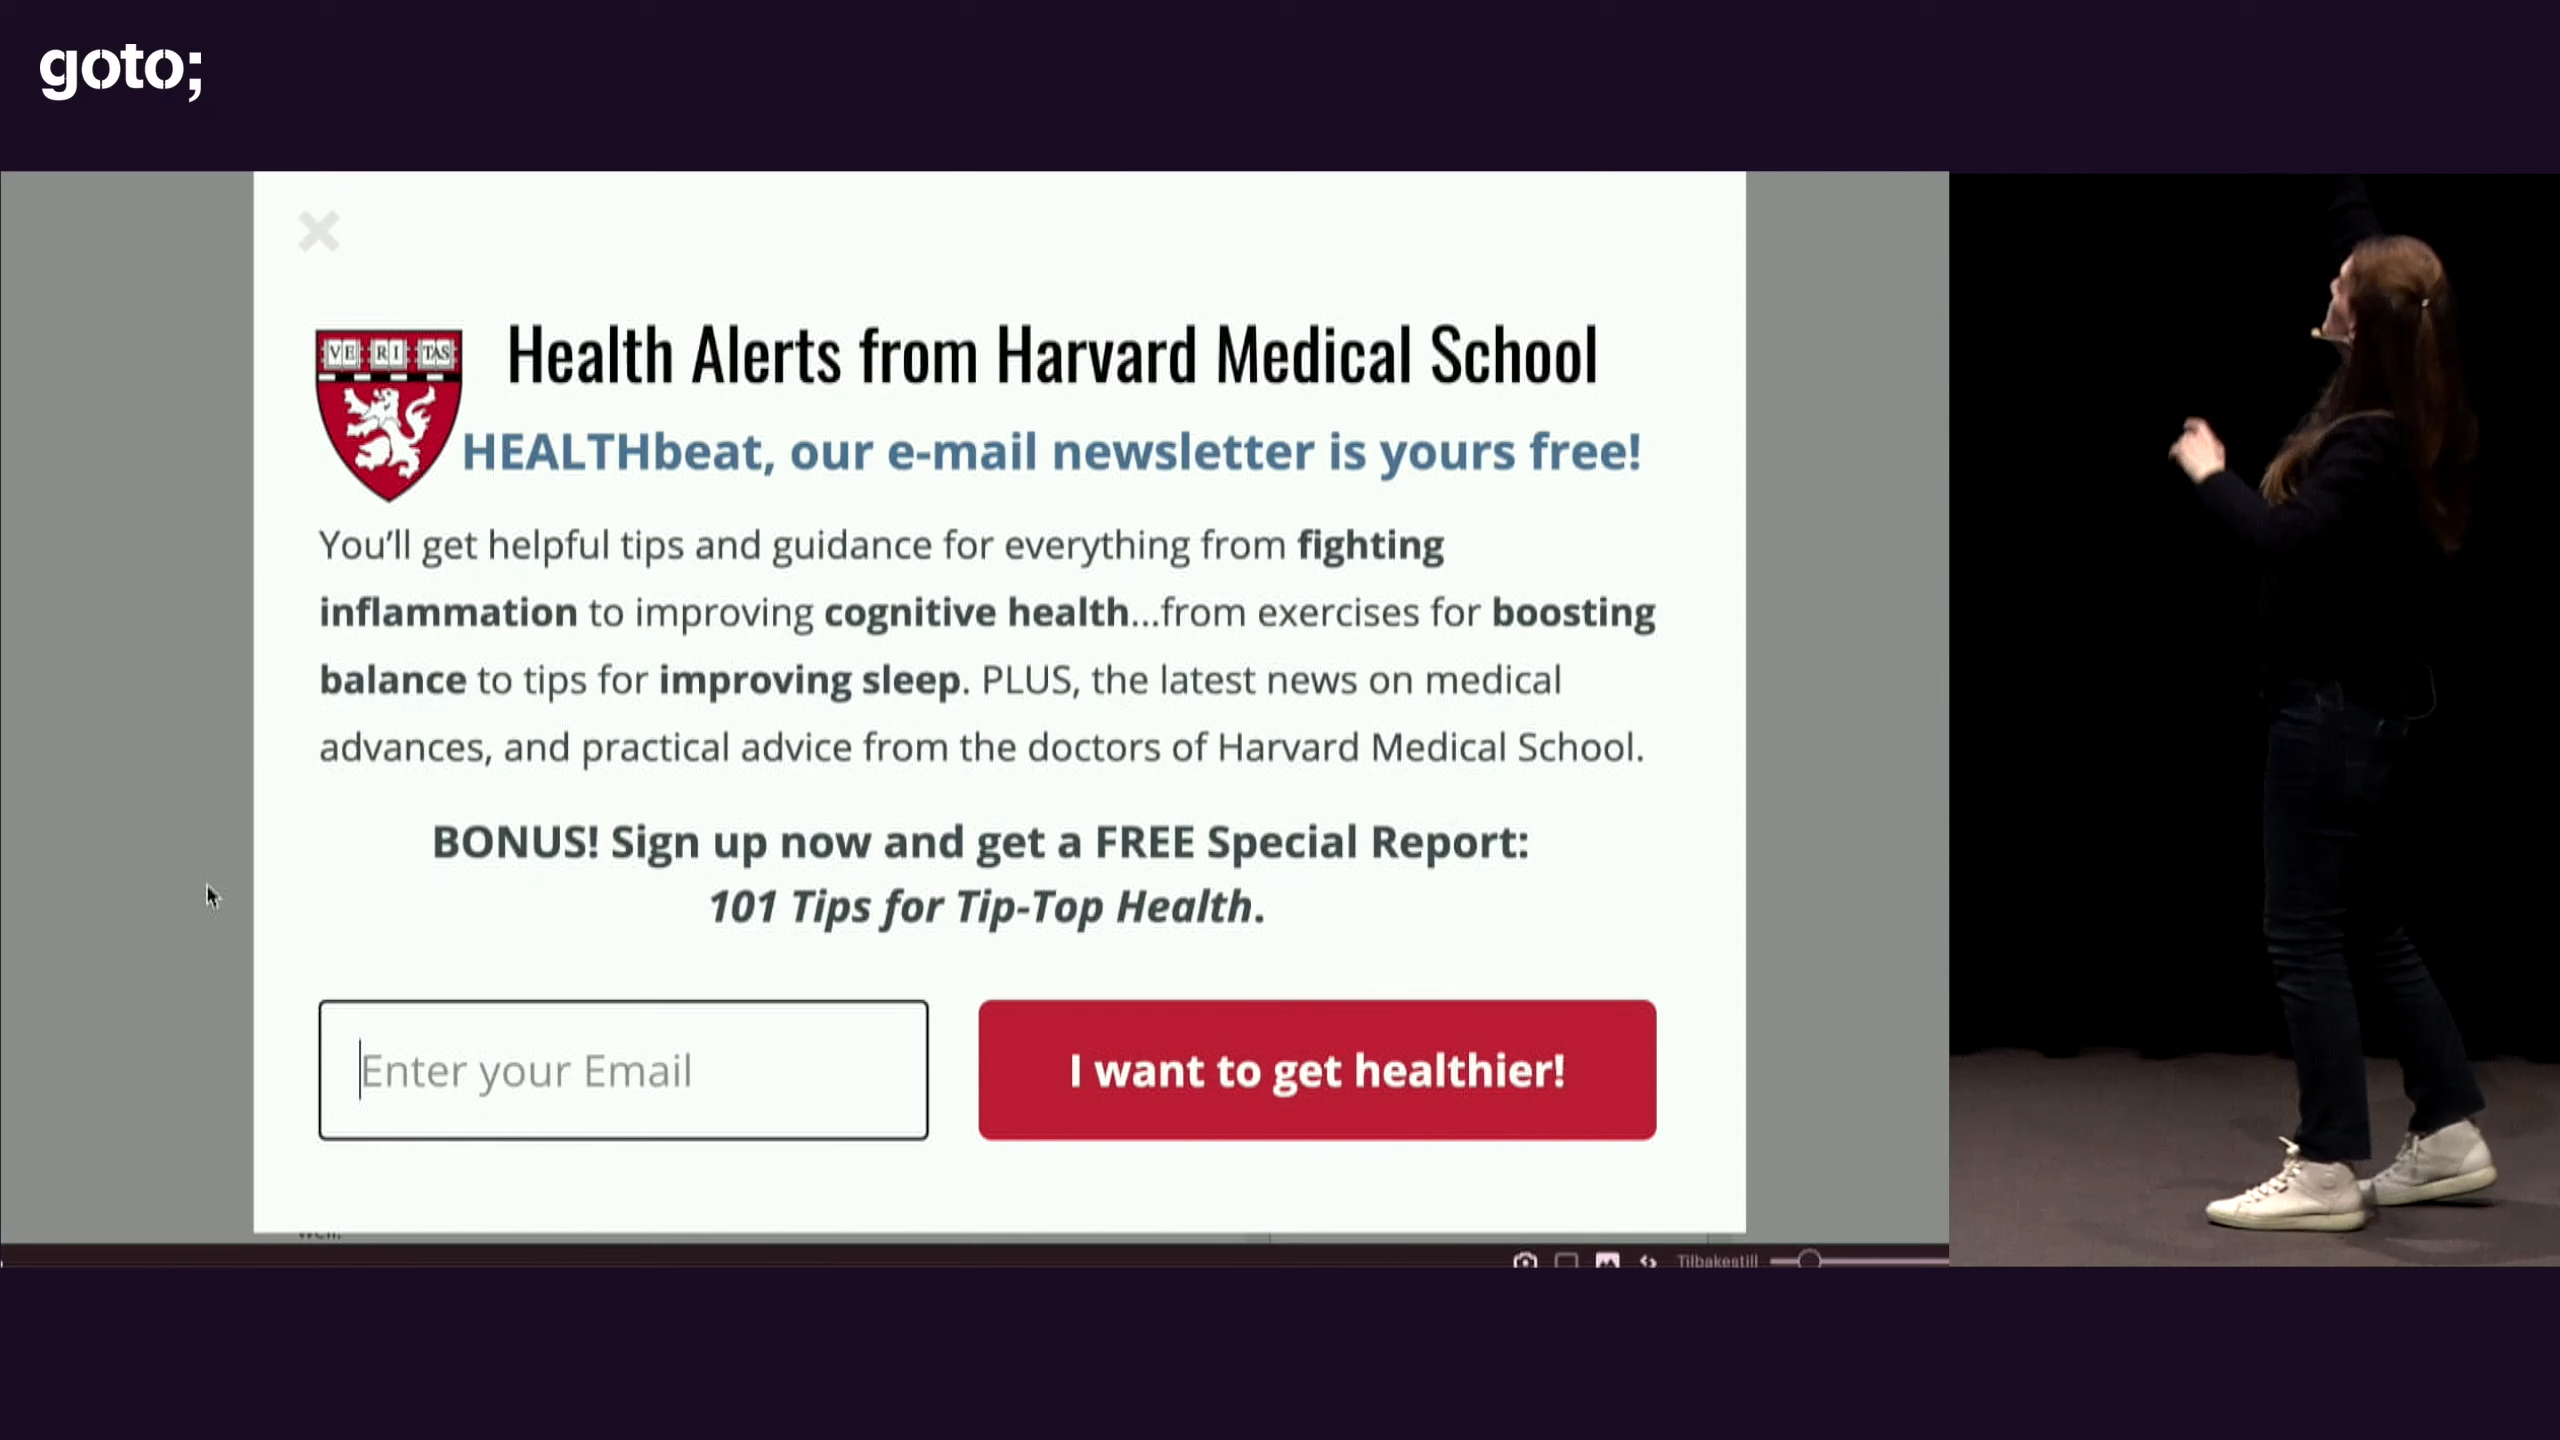 goto;
VE RI TAS
Health Alerts from Harvard Medical School
HEALTHbeat, our e-mail newsletter is yours free!
You’ll get helpful tips and guidance for everything from fighting
inflammation to improving cognitive health...from exercises for boosting
balance to tips for improving sleep. PLUS, the latest news on medical
advances, and practical advice from the doctors of Harvard Medical School.
BONUS! Sign up now and get a FREE Special Report:
101 Tips for Tip-Top Health.
Enter your Email
I want to get healthier!
Tilbakestill